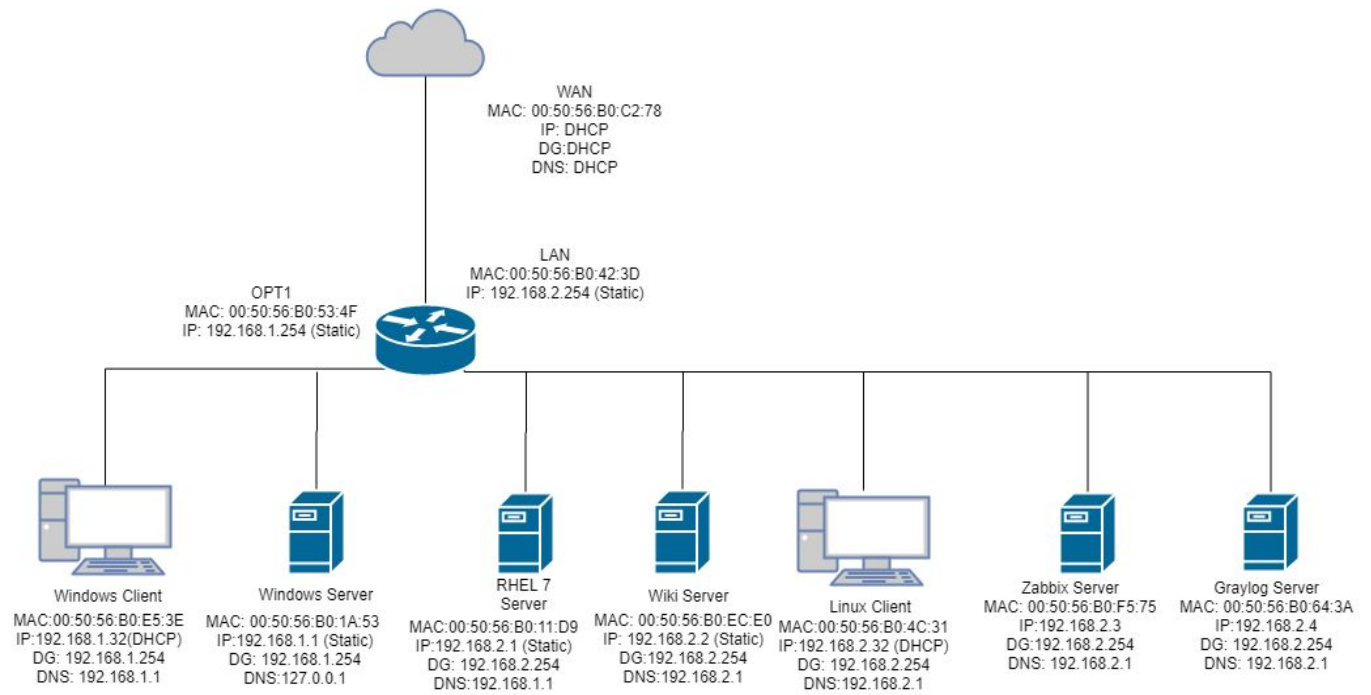 WAN
MAC: 00:50:56:B0:C2:78
IP: DHCP
DG:DHCP
DNS: DHCP
LAN
MAC:00:50:56:B0:42:3D
IP: 192.168.2.254 (Static)
OPT1
MAC: 00:50:56:B0:53:4F
IP: 192.168.1.254 (Static)
Windows Client
MAC:00:50:56:B0:E5:3E
IP:192.168.1.32(DHCP)
DG: 192.168.1.254
DNS: 192.168.1.1
Windows Server
MAC: 00:50:56:B0:1A:53
IP:192.168.1.1 (Static)
DG: 192.168.1.254
DNS:127.0.0.1
RHEL 7
Server
MAC:00:50:56:B0:11:D9
IP:192.168.2.1 (Static)
DG: 192.168.2.254
DNS:192.168.1.1
Wiki Server
MAC:00:50:56:B0:EC:E0
IP: 192.168.2.2 (Static)
DG:192.168.2.254
DNS:192.168.2.1
Linux Client
MAC:00:50:56:B0:4C:31
IP:192.168.2.32 (DHCP)
DG: 192.168.2.254
DNS:192.168.2.1
Zabbix Server
MAC: 00:50:56:B0:F5:75
IP:192.168.2.3
DG:192.168.2.254
DNS: 192.168.2.1
Graylog Server
MAC: 00:50:56:B0:64:3A
IP:192.168.2.4
DG:192.168.2.254
DNS: 192.168.2.1